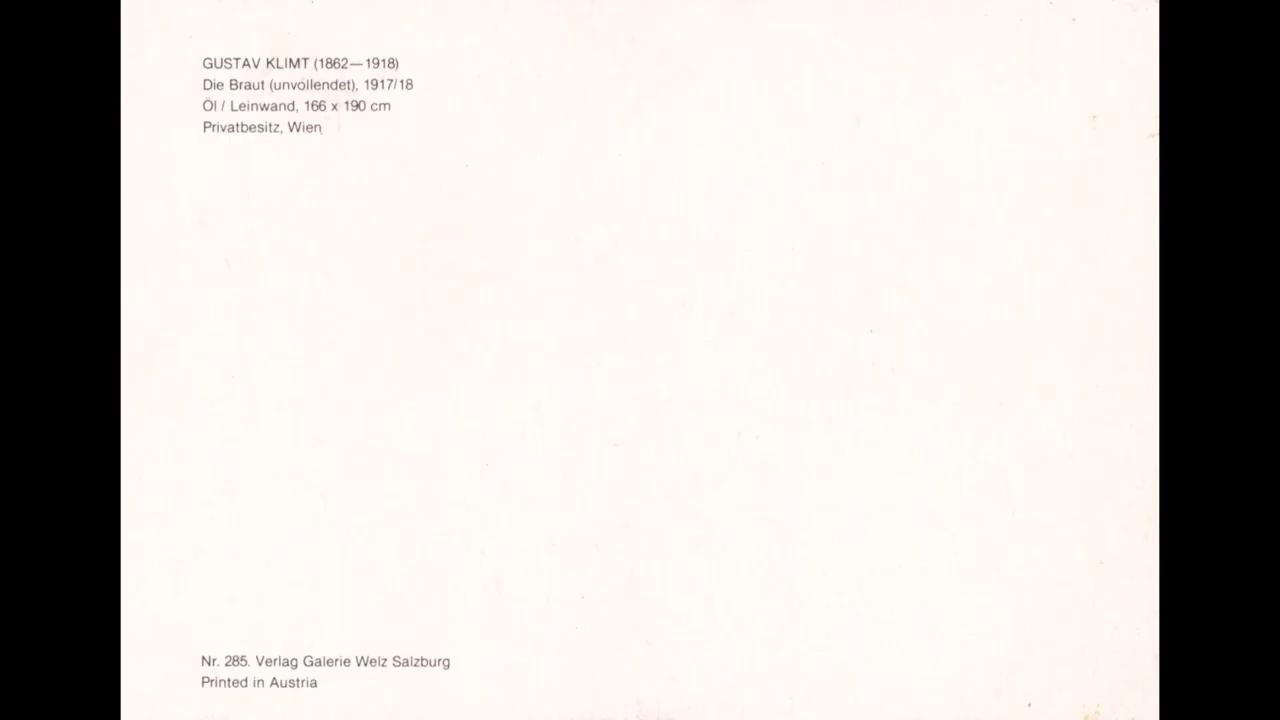 GUSTAV KLIMT (1862—1918)
Die Braut (unvollendet), 1917/18
Öl / Leinwand, 166 x 190 cm
Privatbesitz, Wien
Nr. 285. Verlag Galerie Welz Salzburg
Printed in Austria